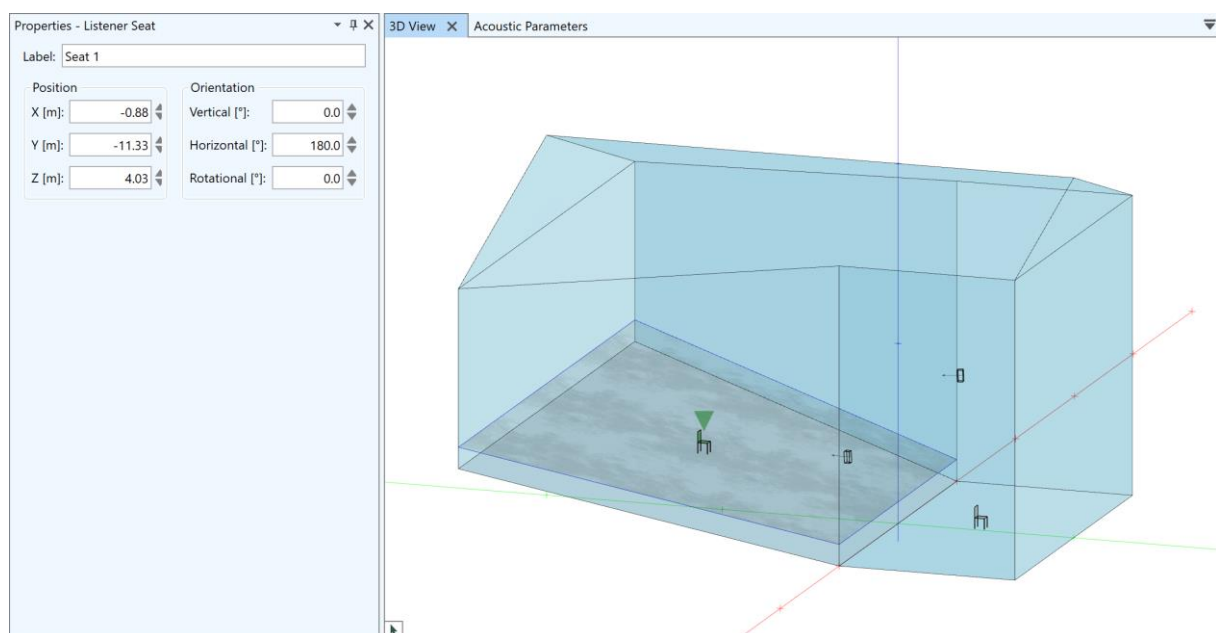 Properties - Listener Seat
Label: Seat 1
Position
X [m]: -0.88
Y [m]: -11.33
Z [m]: 4.03
Orientation
Vertical [°]: 0.0
Horizontal [°]: 180.0
Rotational [°]: 0.0
3D View Acoustic Parameters